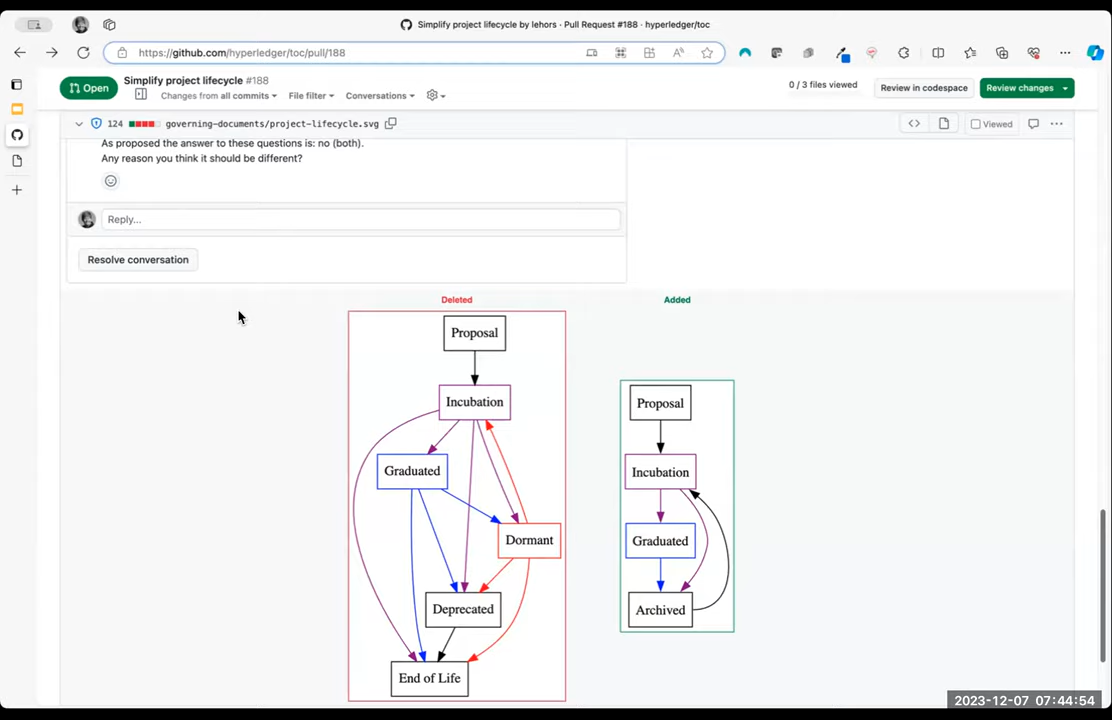 Simplify project lifecycle by lehors · Pull Request #188 · hyperledger/toc
https://github.com/hyperledger/toc/pull/188
Open
Simplify project lifecycle #188
Changes from all commits
File filter
Conversations
0 / 3 files viewed
Review in codespace
Review changes
124
governing-documents/project-lifecycle.svg
Viewed
As proposed the answer to these questions is: no (both).
Any reason you think it should be different?
Reply...
Resolve conversation
Deleted
Proposal
Incubation
Graduated
Dormant
Deprecated
End of Life
Added
Proposal
Incubation
Graduated
Archived
2023-12-07 07:44:54